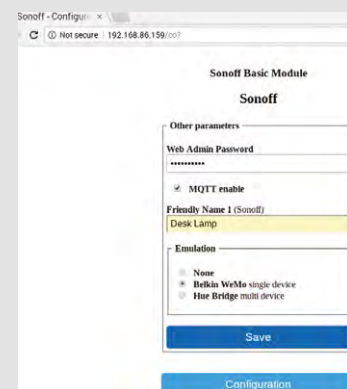 Sonoff - Configur
Not secure 192.168.86.159/co?
Sonoff Basic Module
Sonoff
Other parameters
Web Admin Password
••••••••••
MQTT enable
Friendly Name 1 (Sonoff)
Desk Lamp
Emulation
None
Belkin WeMo single device
Hue Bridge multi device
Save
Configuration